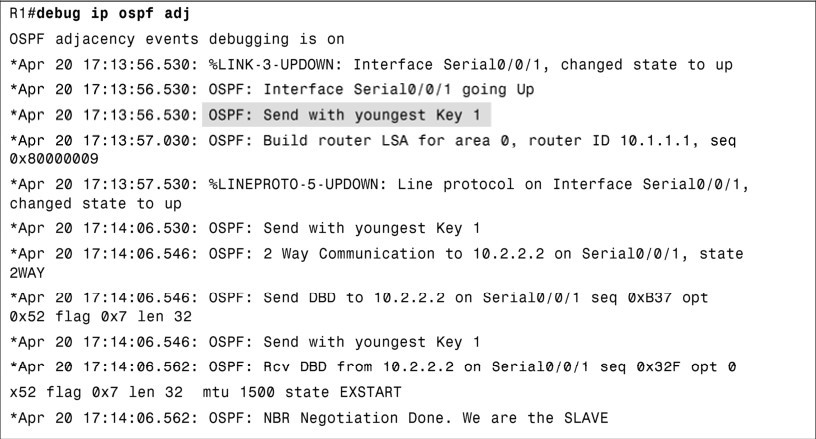 R1#debug ip ospf adj
OSPF adjacency events debugging is on
*Apr 20 17:13:56.530: %LINK-3-UPDOWN: Interface Serial0/0/1, changed state to up
*Apr 20 17:13:56.530: OSPF: Interface Serial0/0/1 going Up
*Apr 20 17:13:56.530: OSPF: Send with youngest Key 1
*Apr 20 17:13:57.030: OSPF: Build router LSA for area 0, router ID 10.1.1.1, seq
0x80000009
*Apr 20 17:13:57.530: %LINEPROTO-5-UPDOWN: Line protocol on Interface Serial0/0/1,
changed state to up
*Apr 20 17:14:06.530: OSPF: Send with youngest Key 1
*Apr 20 17:14:06.546: OSPF: 2 Way Communication to 10.2.2.2 on Serial0/0/1, state
2WAY
*Apr 20 17:14:06.546: OSPF: Send DBD to 10.2.2.2 on Serial0/0/1 seq 0xB37 opt
0x52 flag 0x7 len 32
*Apr 20 17:14:06.546: OSPF: Send with youngest Key 1
*Apr 20 17:14:06.562: OSPF: Rcv DBD from 10.2.2.2 on Serial0/0/1 seq 0x32F opt 0
x52 flag 0x7 len 32 mtu 1500 state EXSTART
*Apr 20 17:14:06.562: OSPF: NBR Negotiation Done. We are the SLAVE